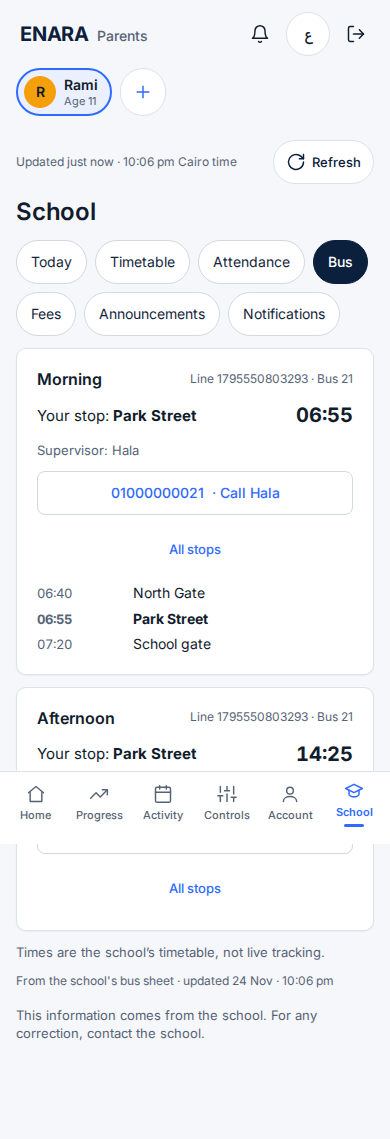 ENARA Parents
ع
R
Rami
Age 11
Updated just now · 10:06 pm Cairo time
Refresh
School
Today
Timetable
Attendance
Bus
Fees
Announcements
Notifications
Morning
Line 1795550803293 · Bus 21
Your stop: Park Street
06:55
Supervisor: Hala
01000000021 · Call Hala
All stops
06:40 North Gate
06:55 Park Street
07:20 School gate
Afternoon
Line 1795550803293 · Bus 21
Your stop: Park Street
14:25
Home
Progress
Activity
Controls
Account
School
All stops
Times are the school’s timetable, not live tracking.
From the school's bus sheet · updated 24 Nov · 10:06 pm
This information comes from the school. For any
correction, contact the school.